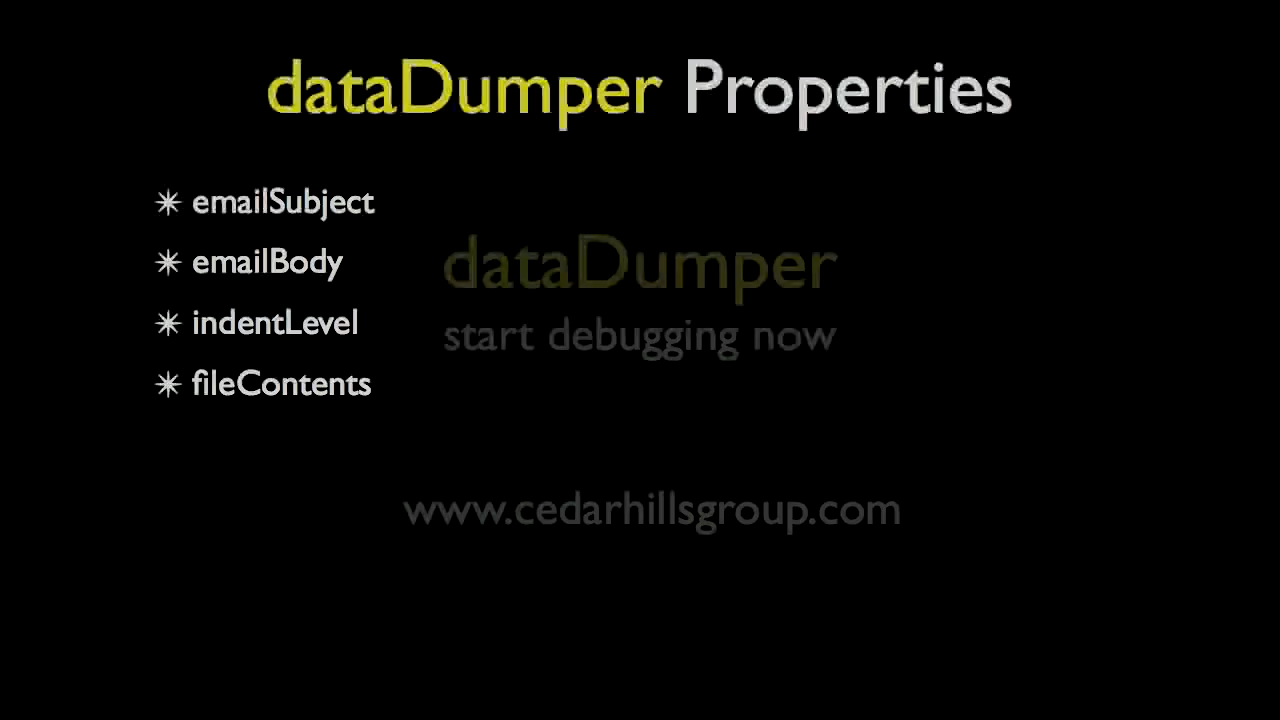 dataDumper Properties
✴ emailSubject
✴ emailBody
✴ indentLevel
✴ fileContents
dataDumper
start debugging now
www.cedarhillsgroup.com